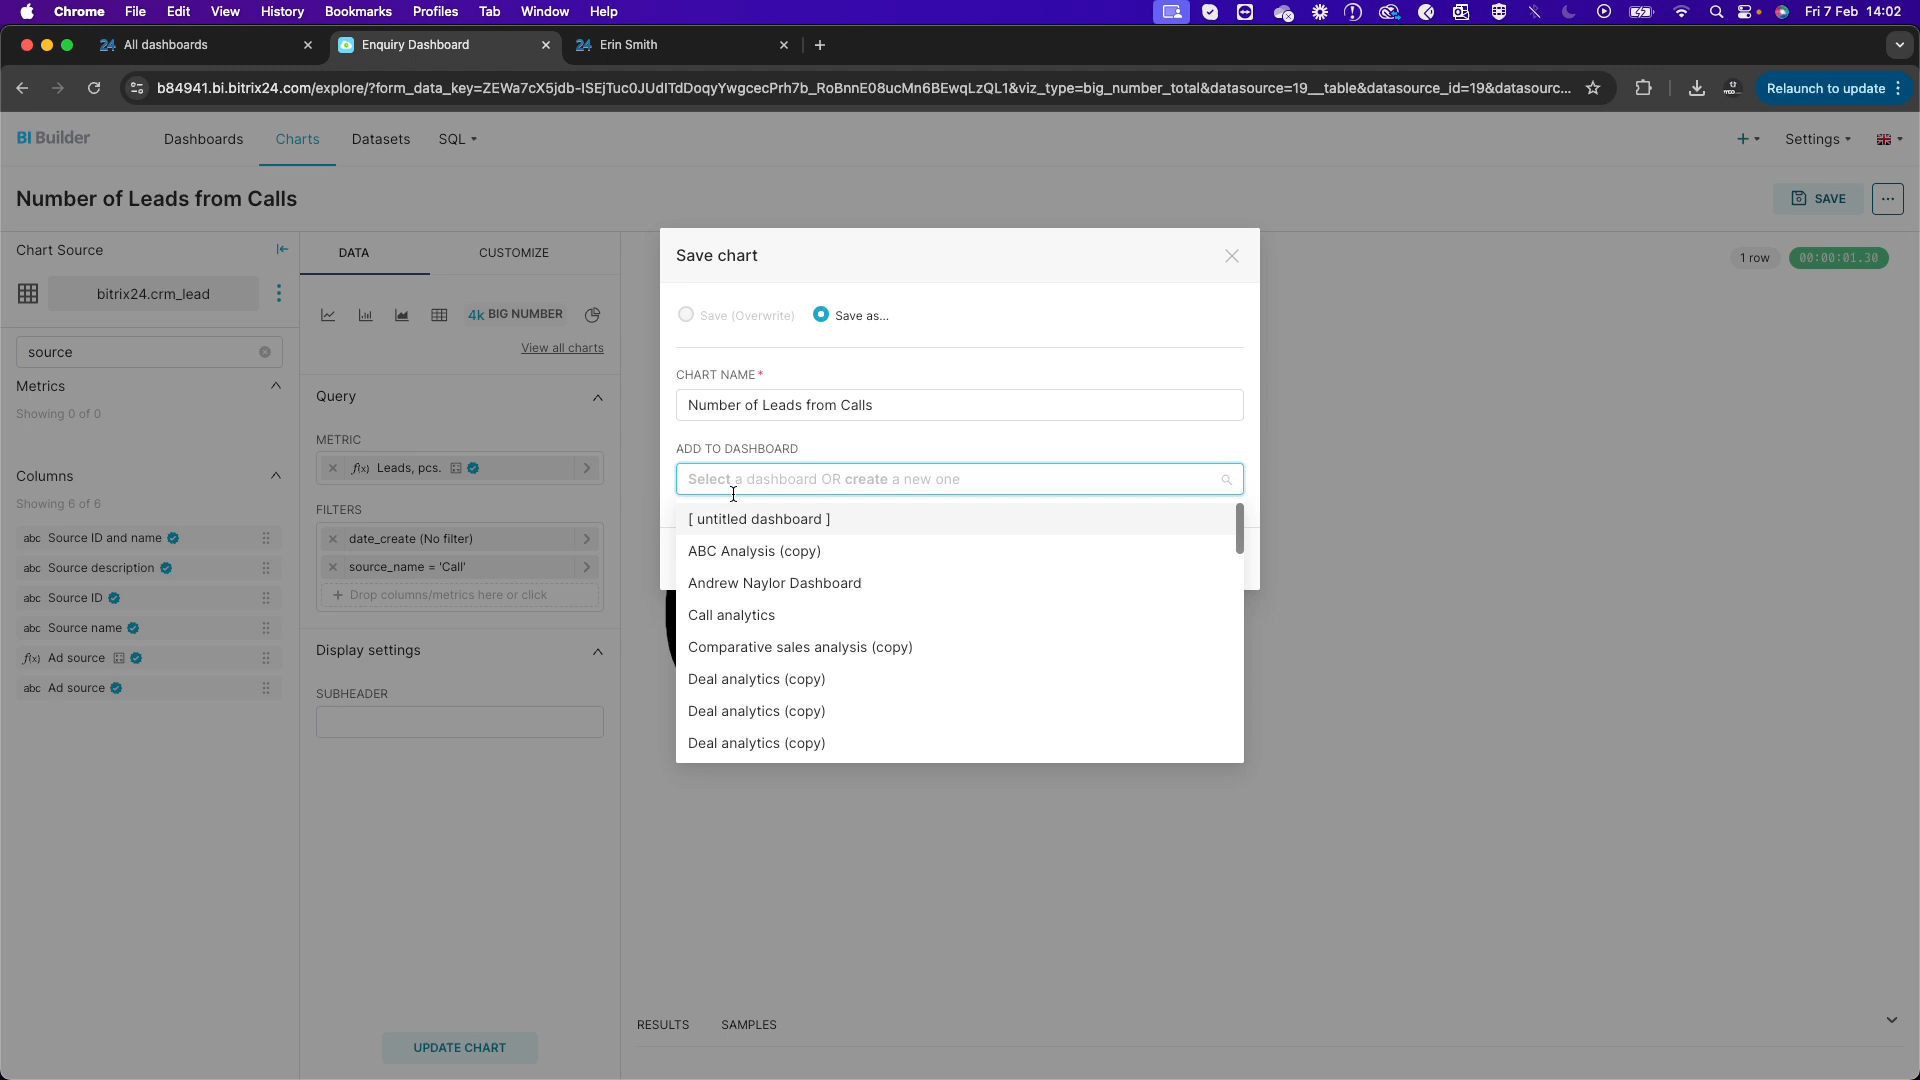 Chrome File Edit View History Bookmarks Profiles Tab Window Help Fri 7 Feb 14:02
24 All dashboards Enquiry Dashboard 24 Erin Smith
b84941.bi.bitrix24.com/explore/?form_data_key=ZEWa7cX5jdb-ISEjTuc0JUdITdDoqyYwgcecPrh7b_RoBnnE08ucMn6BEwqLzQL1&viz_type=big_number_total&datasource=19__table&datasource_id=19&datasourc... Relaunch to update
BI Builder Dashboards Charts Datasets SQL Settings
Number of Leads from Calls SAVE
Chart Source
bitrix24.crm_lead
source
Metrics
Showing 0 of 0
Columns
Showing 6 of 6
abc Source ID and name
abc Source description
abc Source ID
abc Source name
f(x) Ad source
abc Ad source
DATA CUSTOMIZE
4k BIG NUMBER
View all charts
Query
METRIC
f(x) Leads, pcs.
FILTERS
date_create (No filter)
source_name = 'Call'
Drop columns/metrics here or click
Display settings
SUBHEADER
UPDATE CHART
1 row 00:00:01.30
Save chart
Save (Overwrite) Save as...
CHART NAME *
Number of Leads from Calls
ADD TO DASHBOARD
Select a dashboard OR create a new one
[ untitled dashboard ]
ABC Analysis (copy)
Andrew Naylor Dashboard
Call analytics
Comparative sales analysis (copy)
Deal analytics (copy)
Deal analytics (copy)
Deal analytics (copy)
RESULTS SAMPLES